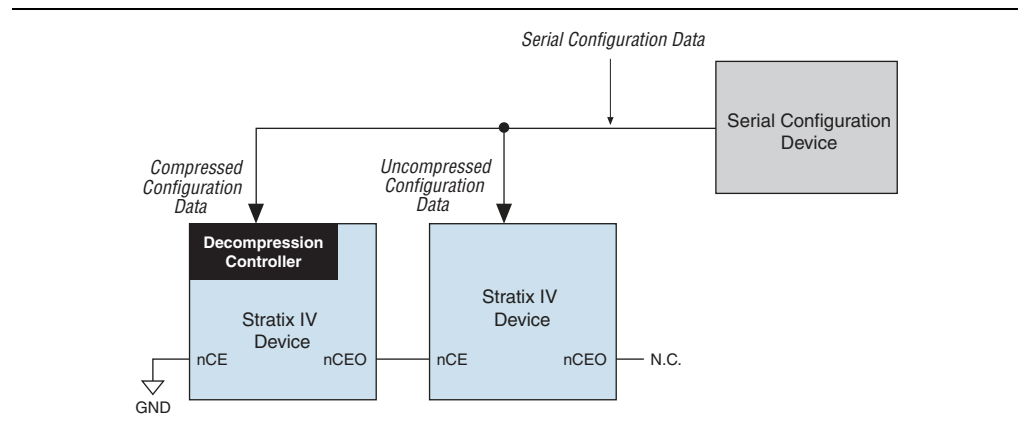 Serial Configuration Data
Serial Configuration
Device
Compressed
Configuration
Data
Uncompressed
Configuration
Data
Decompression
Controller
Stratix IV
Device
Stratix IV
Device
nCE
nCEO
nCE
nCEO
N.C.
GND